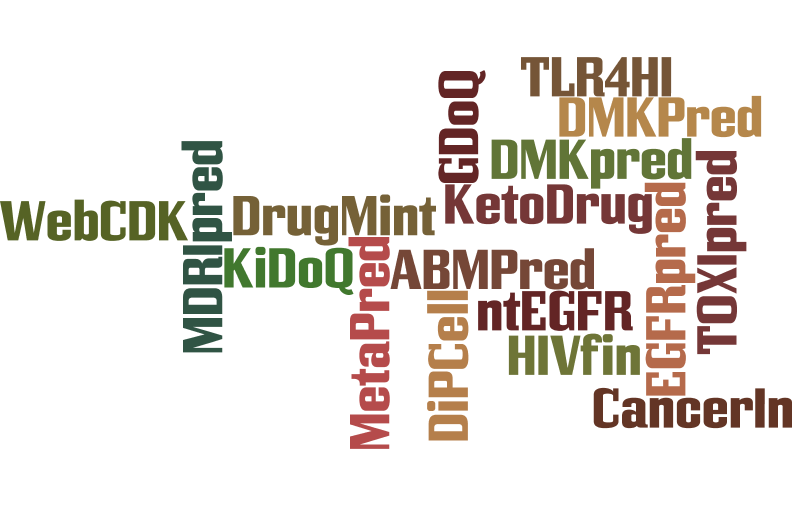 TLR4HI
GDoQ
DMKPred
DMKpred
MDRIpred
TOXIpred
WebCDK
DrugMint
KetoDrug
EGFRpred
KiDoQ
MetaPred
ABMPred
DiPCell
ntEGFR
HIVfin
CancerIn